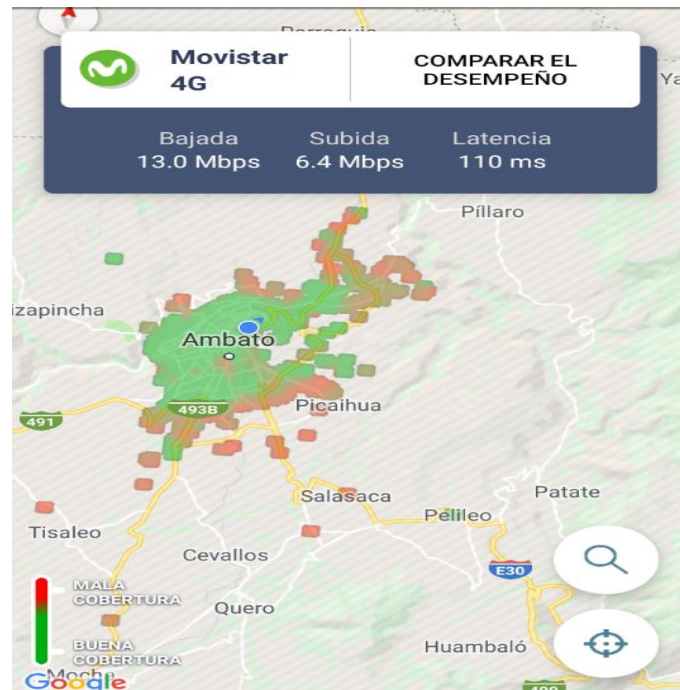 Movistar
4G
COMPARAR EL
DESEMPEÑO
Bajada
Subida
Latencia
13.0 Mbps
6.4 Mbps
110 ms
Píllaro
izapincha
Ambato
493B
Picaihua
491
Salasaca
Patate
Pelileo
Tisaleo
Cevallos
E30
MALA
COBERTURA
Quero
BUENA
COBERTURA
Huambaló
Mocha
Google